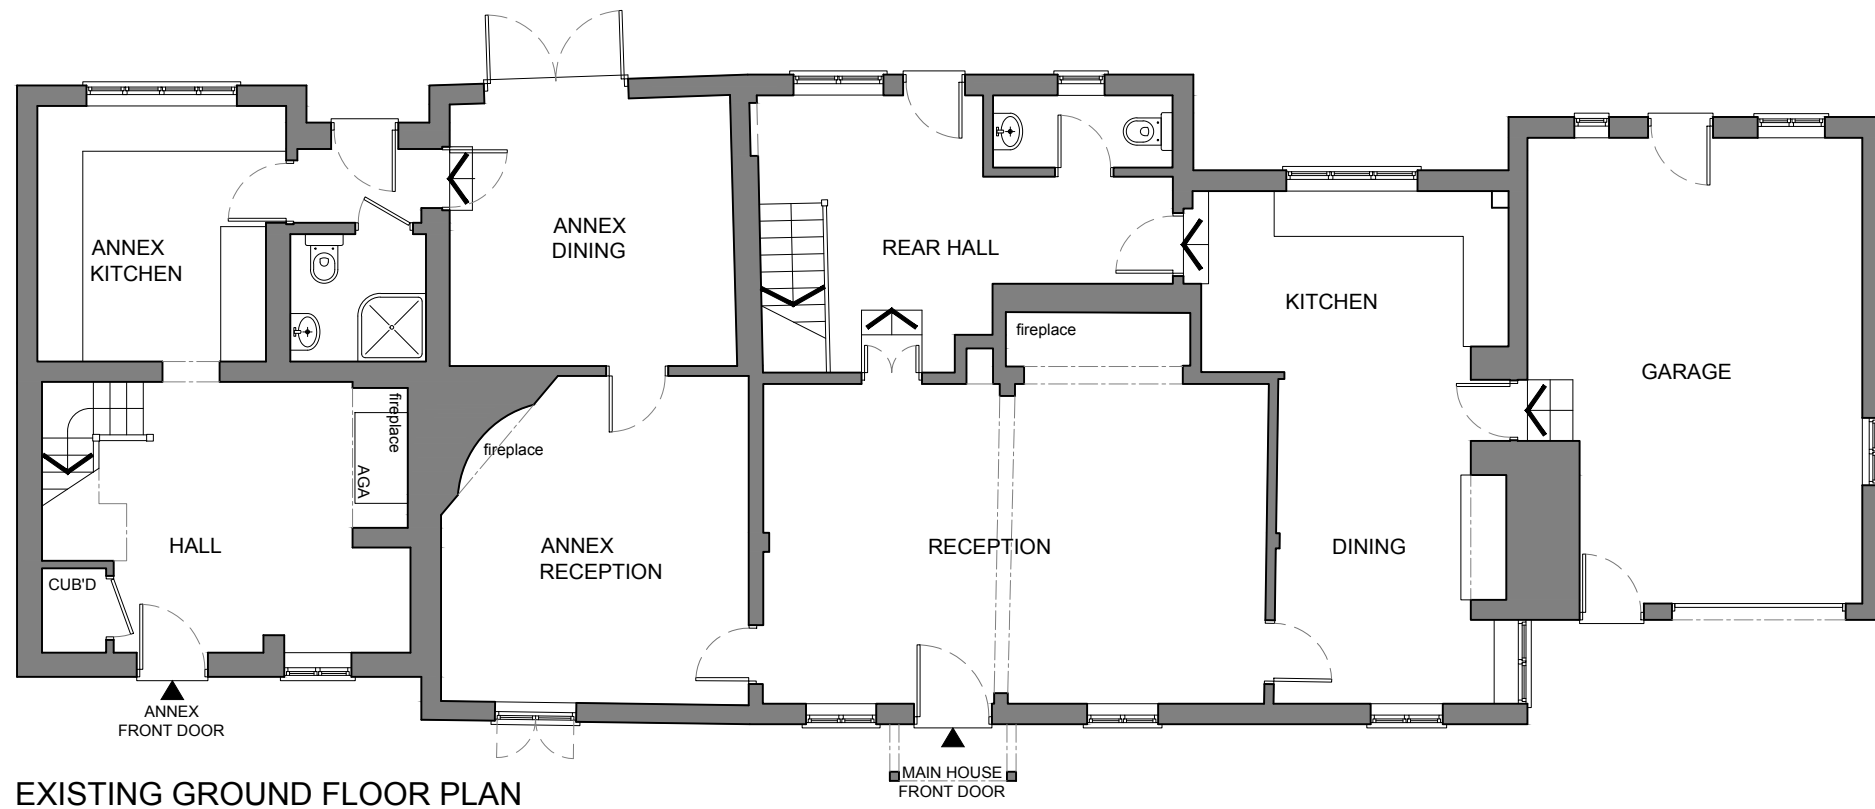 ANNEX
KITCHEN
ANNEX
DINING
REAR HALL
KITCHEN
GARAGE
fireplace
fireplace
AGA
fireplace
HALL
ANNEX
RECEPTION
RECEPTION
DINING
CUB'D
ANNEX
FRONT DOOR
MAIN HOUSE
FRONT DOOR
EXISTING GROUND FLOOR PLAN